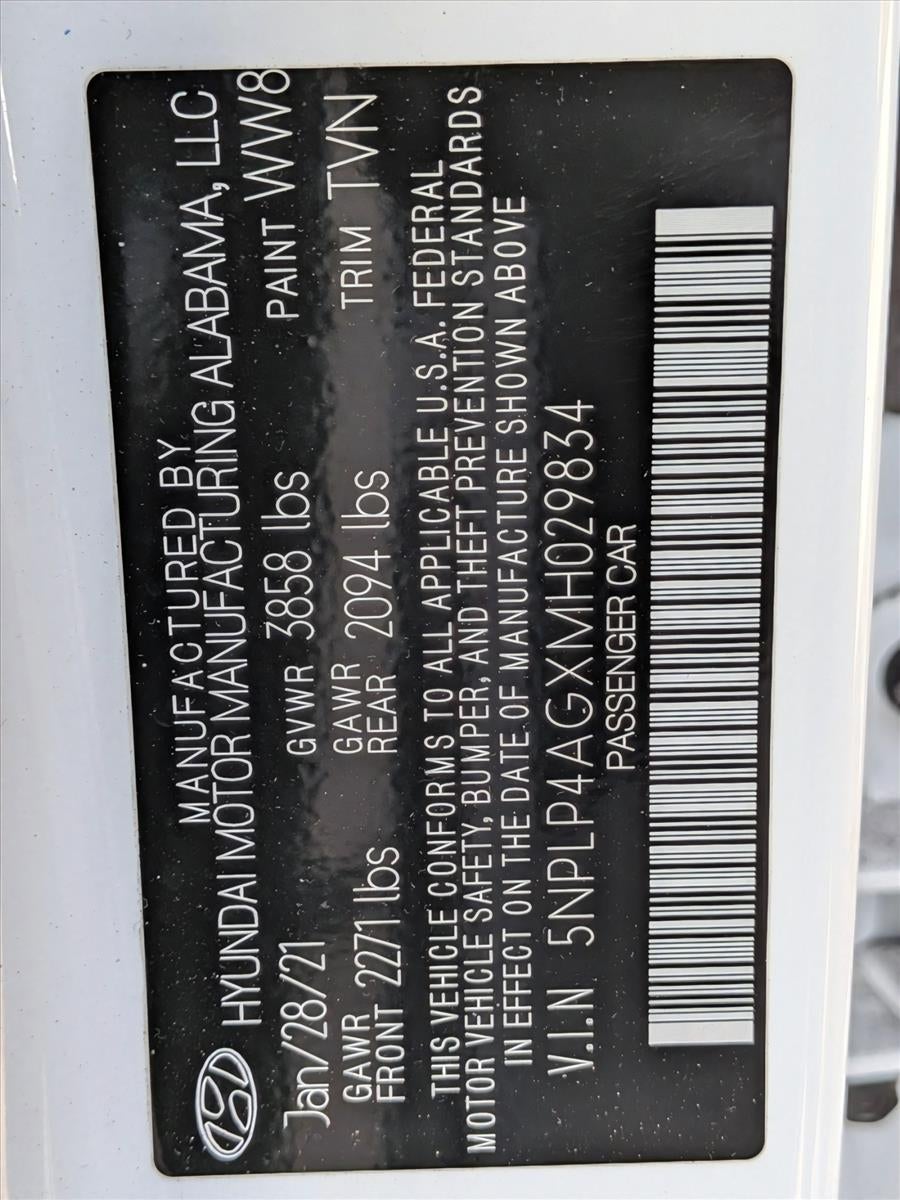 MANUFACTURED BY
HYUNDAI MOTOR MANUFACTURING ALABAMA, LLC
Jan/28/21 GVWR 3858 lbs PAINT WW8
GAWR FRONT 2271 lbs GAWR REAR 2094 lbs TRIM TVN
THIS VEHICLE CONFORMS TO ALL APPLICABLE U.S.A. FEDERAL
MOTOR VEHICLE SAFETY, BUMPER, AND THEFT PREVENTION STANDARDS
IN EFFECT ON THE DATE OF MANUFACTURE SHOWN ABOVE
V.I.N 5NPLP4AGXMH029834
PASSENGER CAR